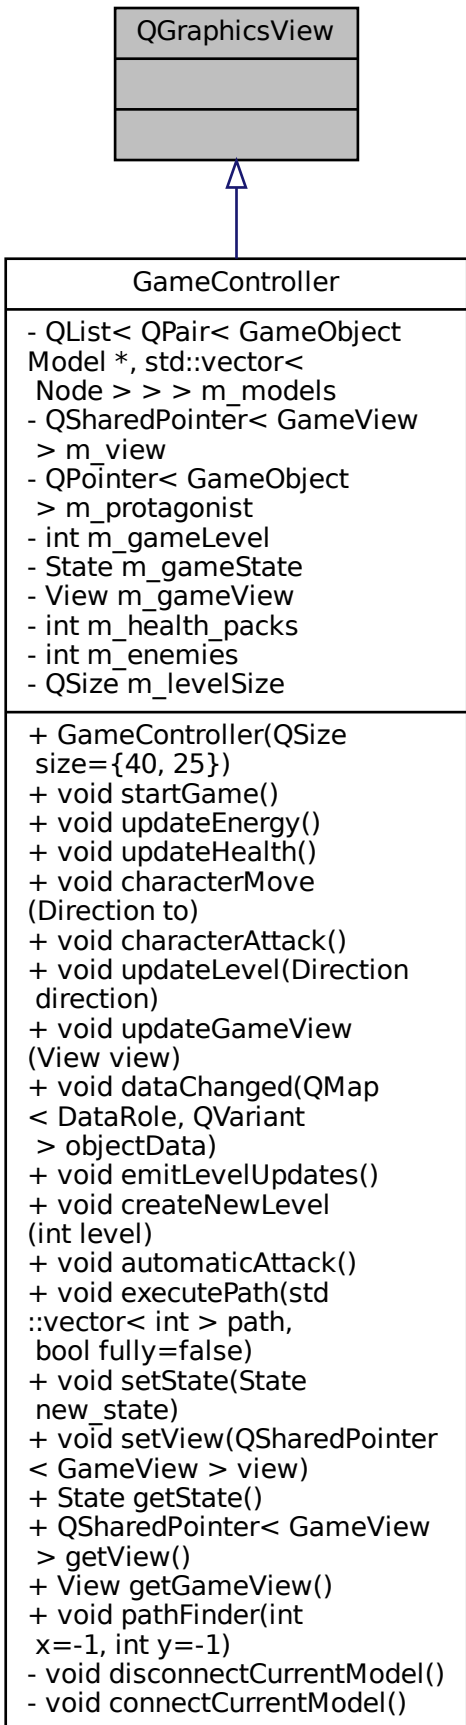 QGraphicsView
GameController
- QList< QPair< GameObject
Model *, std::vector<
Node > > > m_models
- QSharedPointer< GameView
> m_view
- QPointer< GameObject
> m_protagonist
- int m_gameLevel
- State m_gameState
- View m_gameView
- int m_health_packs
- int m_enemies
- QSize m_levelSize
+ GameController(QSize
size={40, 25})
+ void startGame()
+ void updateEnergy()
+ void updateHealth()
+ void characterMove
(Direction to)
+ void characterAttack()
+ void updateLevel(Direction
direction)
+ void updateGameView
(View view)
+ void dataChanged(QMap
< DataRole, QVariant
> objectData)
+ void emitLevelUpdates()
+ void createNewLevel
(int level)
+ void automaticAttack()
+ void executePath(std
::vector< int > path,
bool fully=false)
+ void setState(State
new_state)
+ void setView(QSharedPointer
< GameView > view)
+ State getState()
+ QSharedPointer< GameView
> getView()
+ View getGameView()
+ void pathFinder(int
x=-1, int y=-1)
- void disconnectCurrentModel()
- void connectCurrentModel()